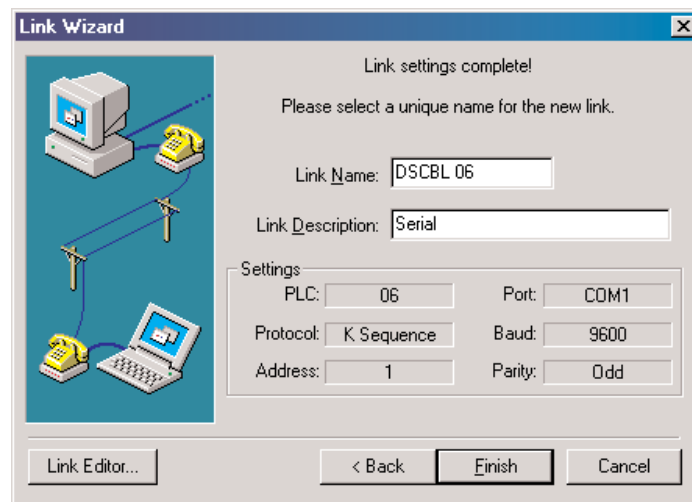 Link Wizard
Link settings complete!
Please select a unique name for the new link.
Link Name: DSCBL 06
Link Description: Serial
Settings
PLC: 06 Port: COM1
Protocol: K Sequence Baud: 9600
Address: 1 Parity: Odd
Link Editor... < Back Finish Cancel